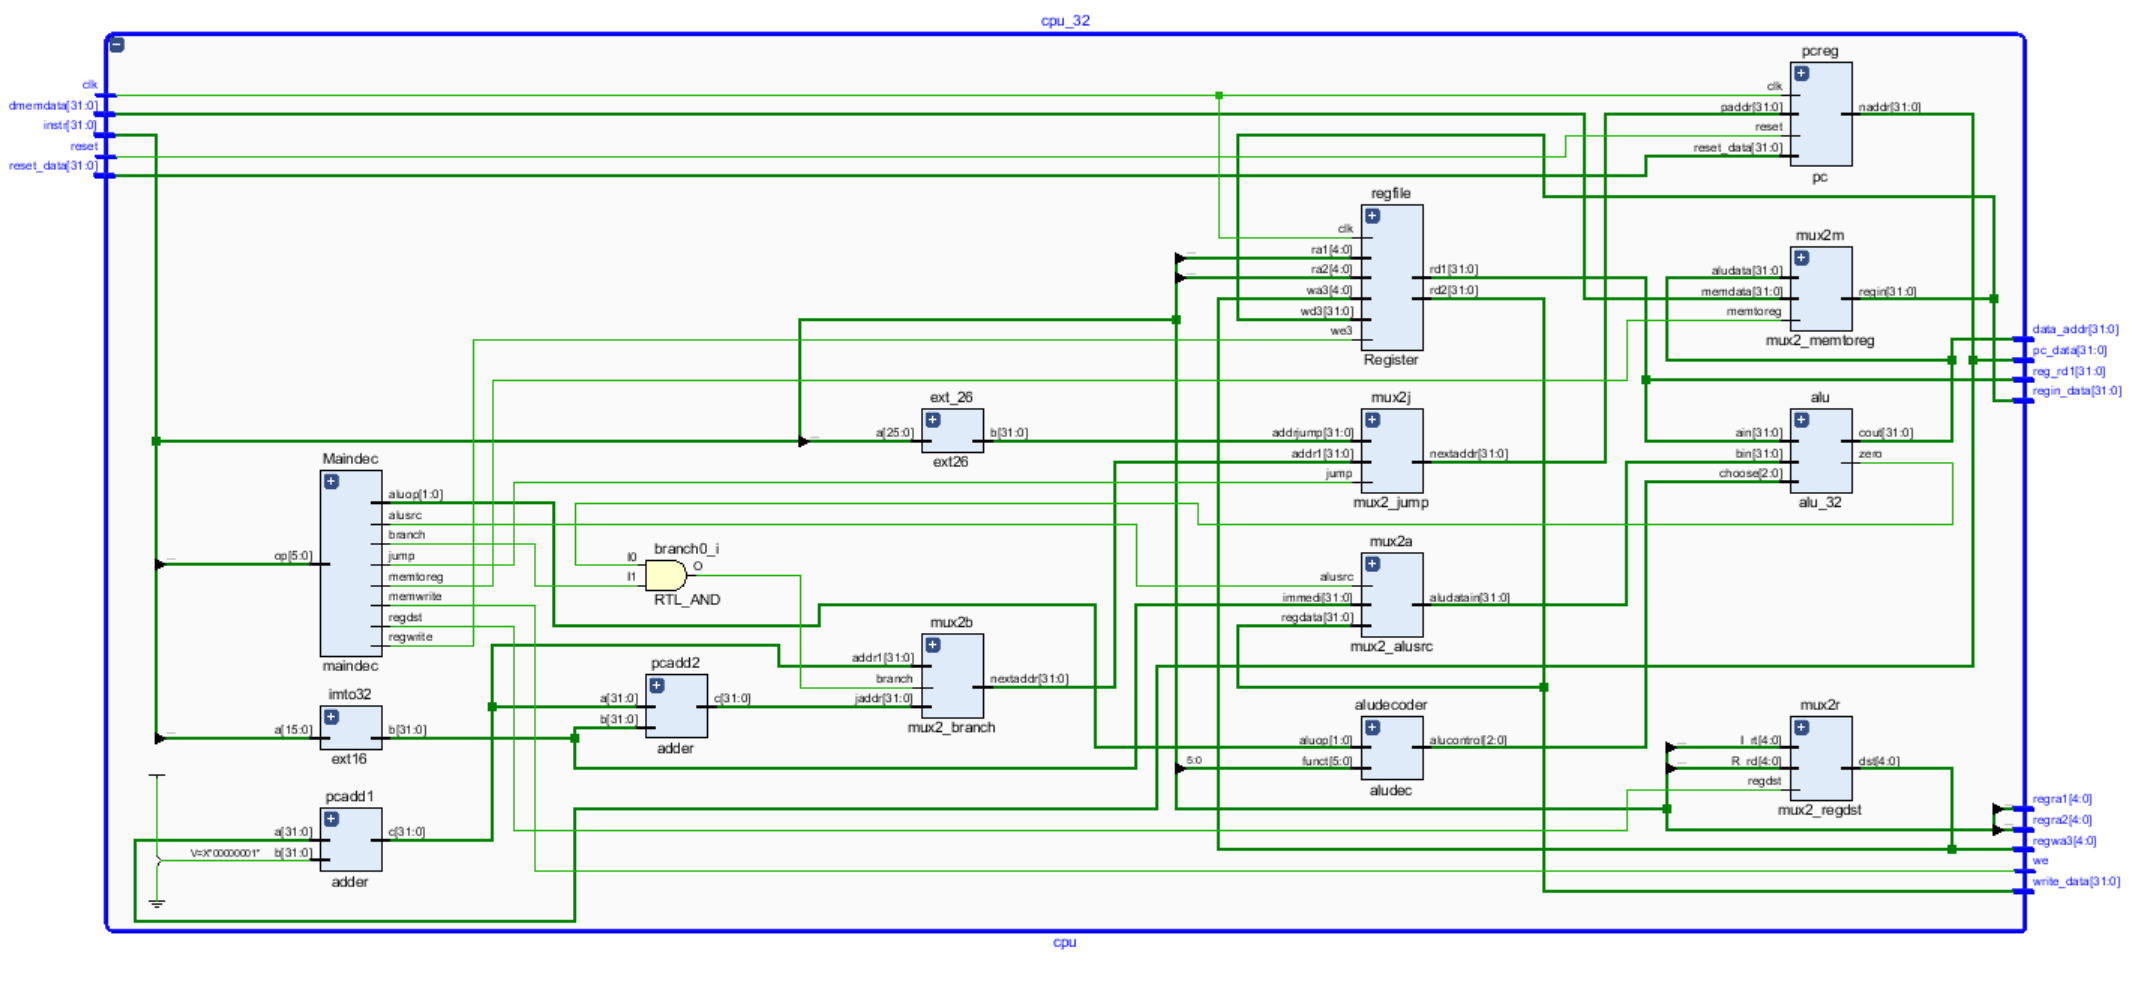 cpu_32
clk
dmemdata[31:0]
instr[31:0]
reset
reset_data[31:0]
pcreg
clk
paddr[31:0]
reset
reset_data[31:0]
naddr[31:0]
pc
regfile
clk
ra1[4:0]
ra2[4:0]
wa3[4:0]
wd3[31:0]
we3
rd1[31:0]
rd2[31:0]
Register
mux2m
aludata[31:0]
memdata[31:0]
memtoreg
regin[31:0]
mux2_memtoreg
data_addr[31:0]
pc_data[31:0]
reg_rd1[31:0]
regin_data[31:0]
ext_26
a[25:0]
b[31:0]
ext26
mux2j
addrjump[31:0]
addr1[31:0]
jump
nextaddr[31:0]
mux2_jump
alu
ain[31:0]
bin[31:0]
choose[2:0]
cout[31:0]
zero
alu_32
Maindec
op[5:0]
aluop[1:0]
alusrc
branch
jump
memtoreg
memwrite
regdst
regwrite
maindec
branch0_i
I0
I1
O
RTL_AND
mux2a
alusrc
immedi[31:0]
regdata[31:0]
aludatain[31:0]
mux2_alusrc
mux2b
addr1[31:0]
branch
jaddr[31:0]
nextaddr[31:0]
mux2_branch
pcadd2
a[31:0]
b[31:0]
c[31:0]
adder
imto32
a[15:0]
b[31:0]
ext16
aludecoder
aluop[1:0]
5:0
funct[5:0]
alucontrol[2:0]
aludec
mux2r
I_rt[4:0]
R_rd[4:0]
regdst
dst[4:0]
mux2_regdst
pcadd1
a[31:0]
V=X"00000001"
b[31:0]
c[31:0]
adder
regra1[4:0]
regra2[4:0]
regwa3[4:0]
we
write_data[31:0]
cpu